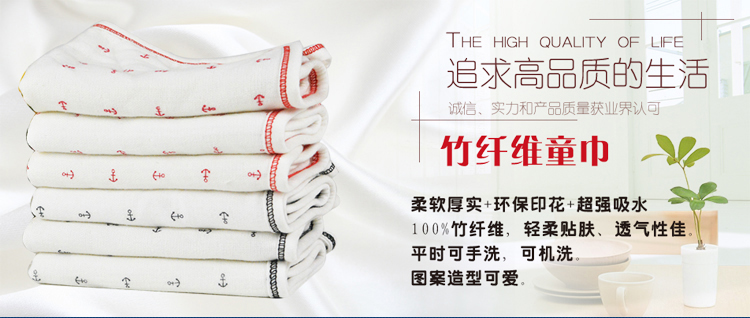 THE HIGH QUALITY OF LIFE
追求高品质的生活
诚信、实力和产品质量获业界认可
竹纤维童巾
柔软厚实+环保印花+超强吸水
100%竹纤维，轻柔贴肤、透气性佳。
平时可手洗，可机洗。
图案造型可爱。